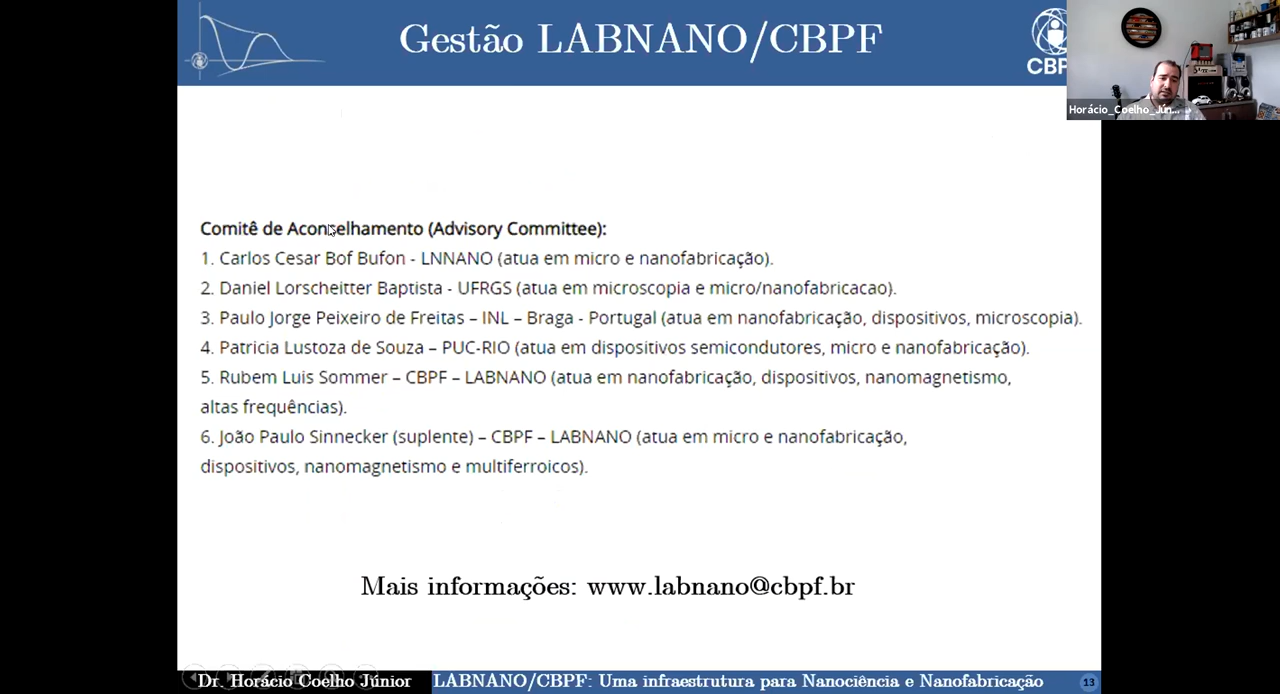 Gestão LABNANO/CBPF
CBP
Horácio_Coelho_Jún...
Comitê de Aconselhamento (Advisory Committee):
1. Carlos Cesar Bof Bufon - LNNANO (atua em micro e nanofabricação).
2. Daniel Lorscheitter Baptista - UFRGS (atua em microscopia e micro/nanofabricacao).
3. Paulo Jorge Peixeiro de Freitas – INL – Braga - Portugal (atua em nanofabricação, dispositivos, microscopia).
4. Patricia Lustoza de Souza – PUC-RIO (atua em dispositivos semicondutores, micro e nanofabricação).
5. Rubem Luis Sommer – CBPF – LABNANO (atua em nanofabricação, dispositivos, nanomagnetismo,
altas frequências).
6. João Paulo Sinnecker (suplente) – CBPF – LABNANO (atua em micro e nanofabricação,
dispositivos, nanomagnetismo e multiferroicos).
Mais informações: www.labnano@cbpf.br
Dr. Horácio Coelho Júnior
LABNANO/CBPF: Uma infraestrutura para Nanociência e Nanofabricação
13